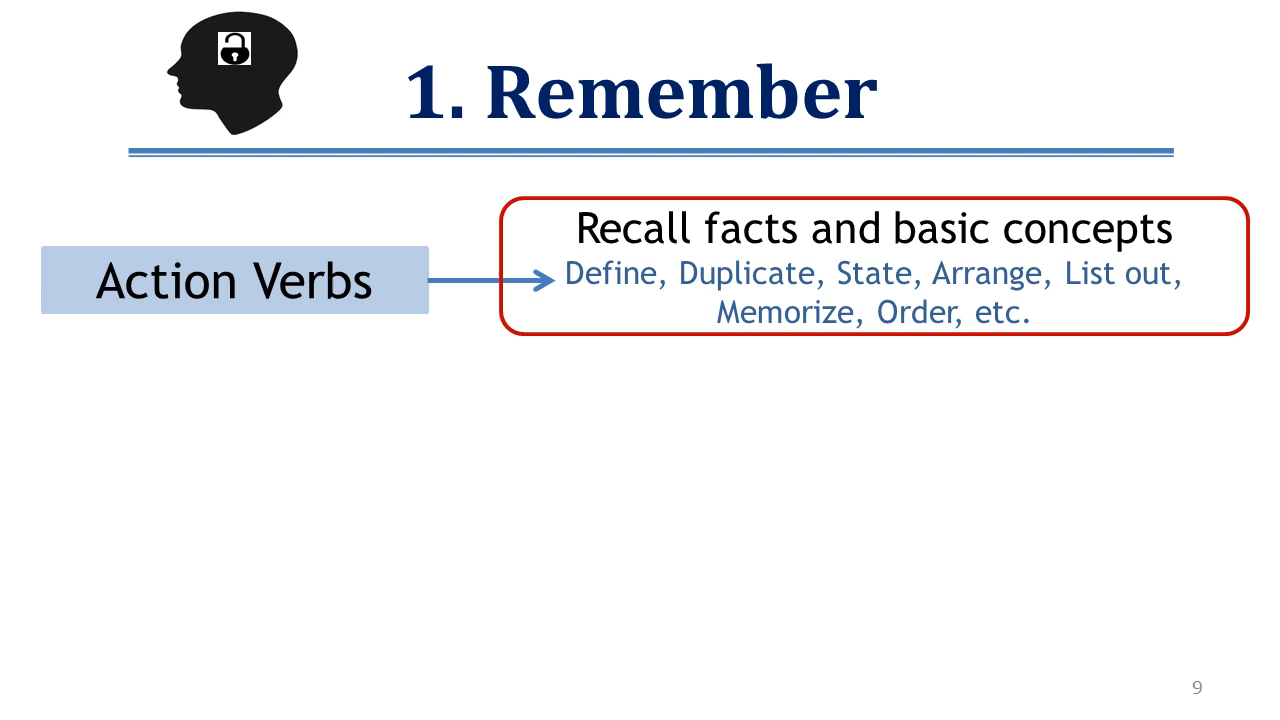 1. Remember
Recall facts and basic concepts
Action Verbs
Define, Duplicate, State, Arrange, List out,
Memorize, Order, etc.
9